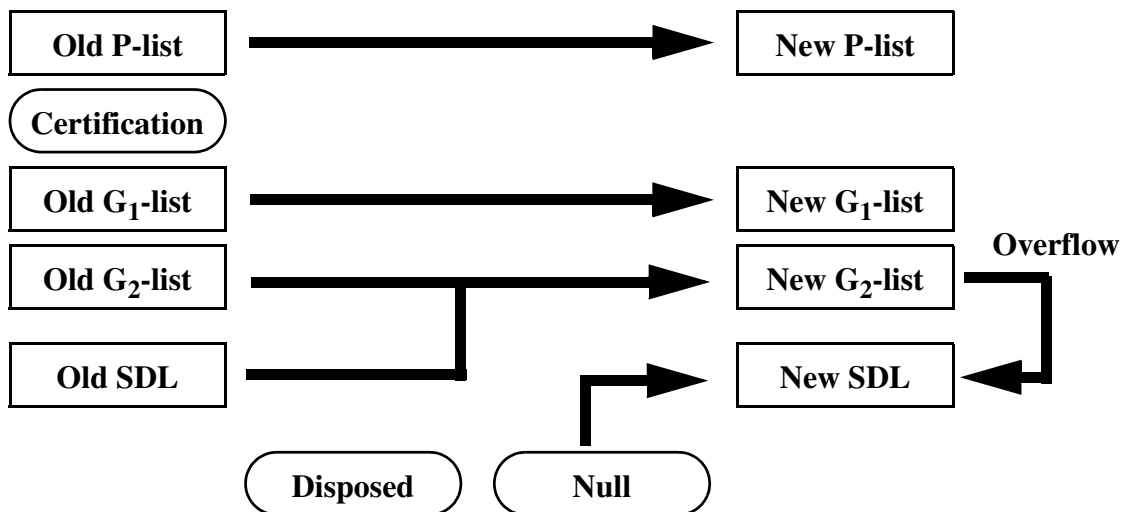 Old P-list
New P-list
Certification
Old G₁-list
New G₁-list
Overflow
Old G₂-list
New G₂-list
Old SDL
New SDL
Disposed
Null